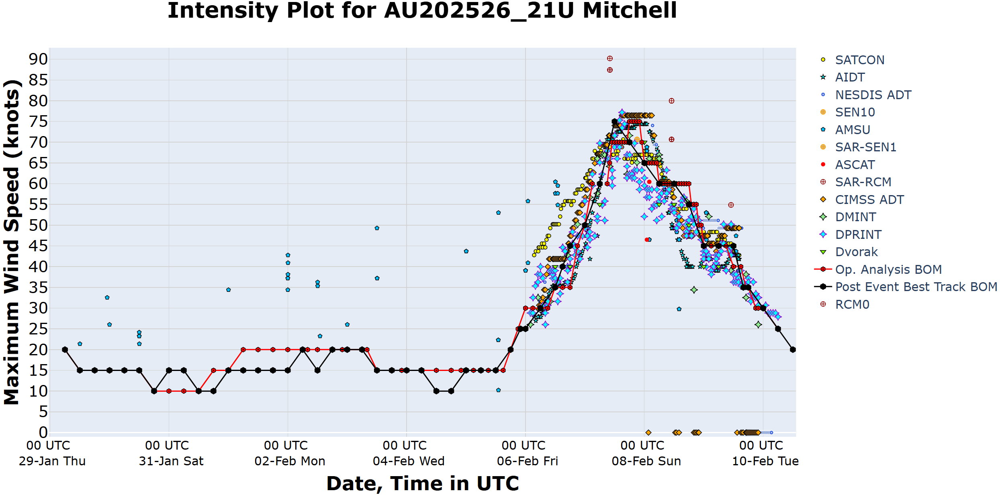 Intensity Plot for AU202526_21U Mitchell
Maximum Wind Speed (knots)
90
85
80
75
70
65
60
55
50
45
40
35
30
25
20
15
10
5
0
00 UTC
29-Jan Thu
00 UTC
31-Jan Sat
00 UTC
02-Feb Mon
00 UTC
04-Feb Wed
00 UTC
06-Feb Fri
00 UTC
08-Feb Sun
00 UTC
10-Feb Tue
Date, Time in UTC
SATCON
AIDT
NESDIS ADT
SEN10
AMSU
SAR-SEN1
ASCAT
SAR-RCM
CIMSS ADT
DMINT
DPRINT
Dvorak
Op. Analysis BOM
Post Event Best Track BOM
RCM0